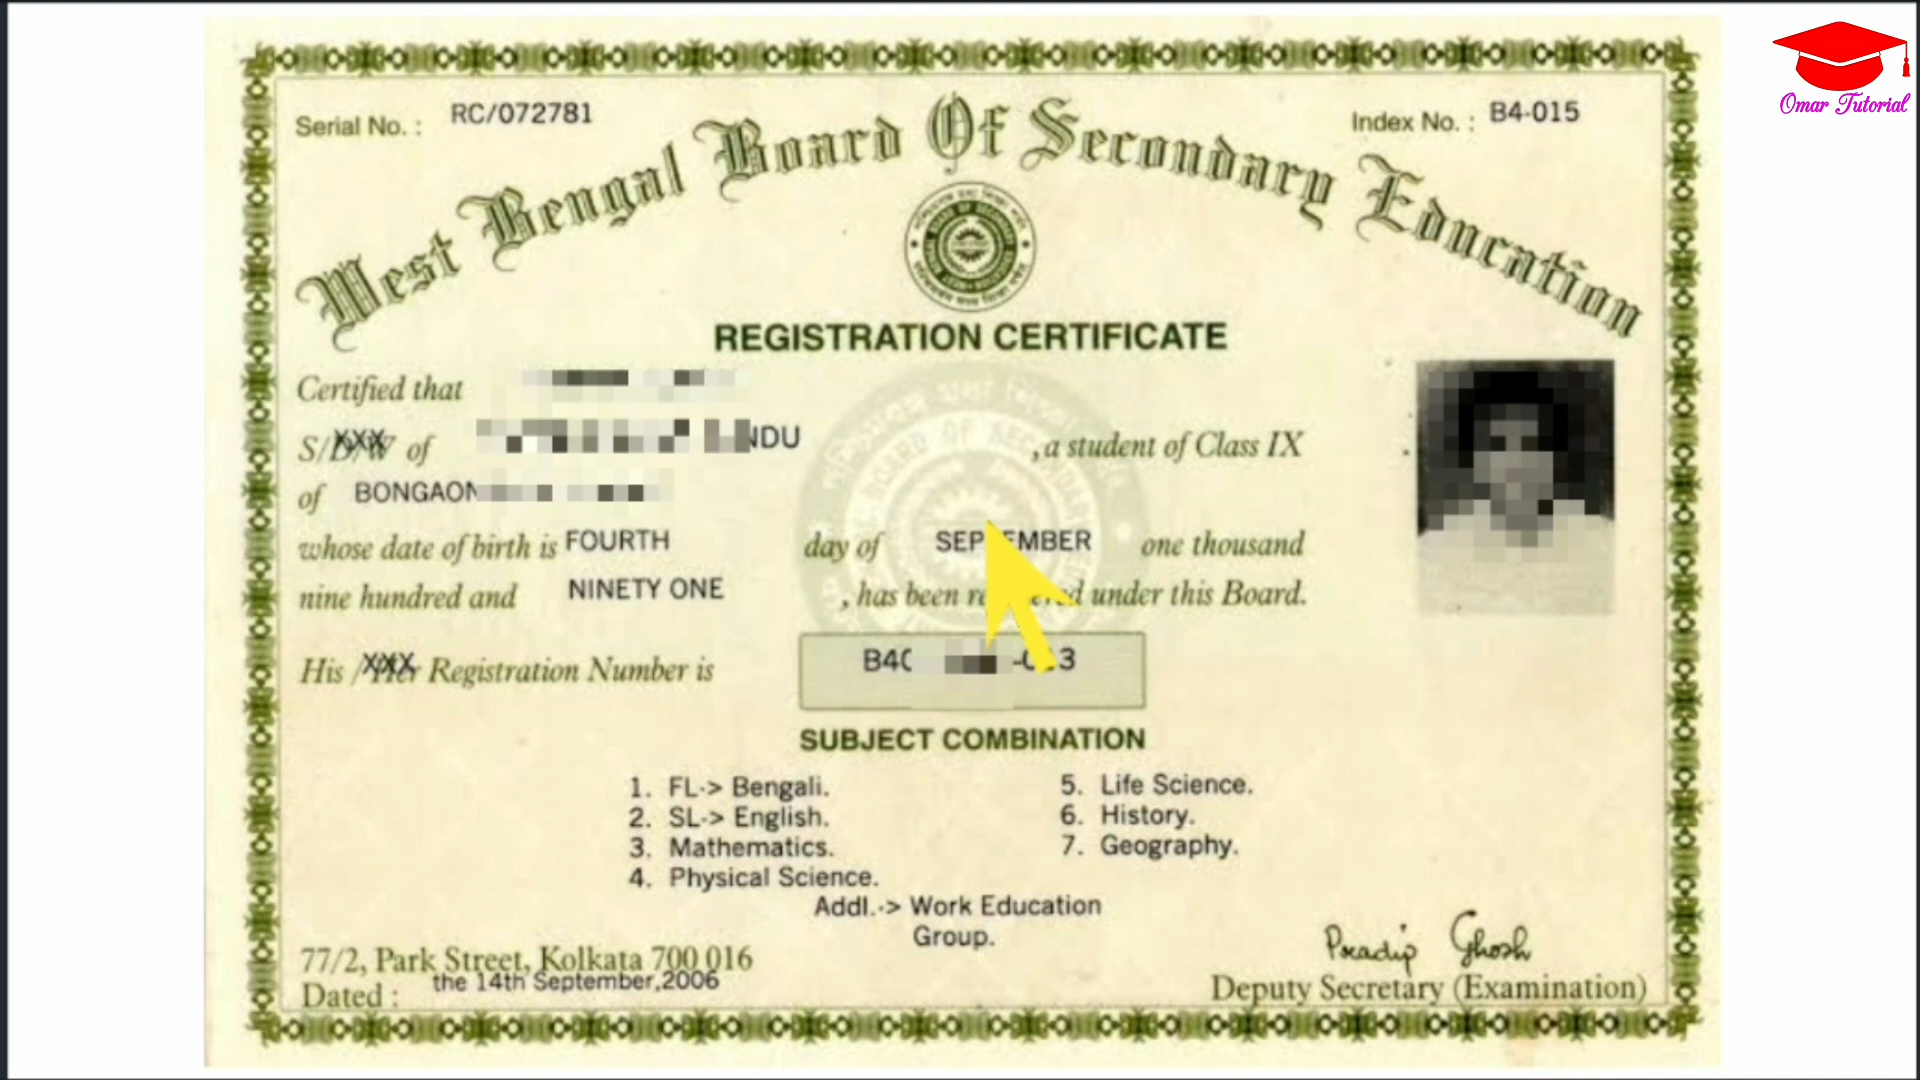 Omar Tutorial
Serial No. : RC/072781
Index No. : B4-015
West Bengal Board Of Secondary Education
REGISTRATION CERTIFICATE
Certified that
S/D/W of NDU , a student of Class IX
of BONGAON
whose date of birth is FOURTH day of SEPTEMBER one thousand
nine hundred and NINETY ONE , has been registered under this Board.
His / Her Registration Number is
SUBJECT COMBINATION
1. FL-> Bengali.
2. SL-> English.
3. Mathematics.
4. Physical Science.
5. Life Science.
6. History.
7. Geography.
Addl.-> Work Education
Group.
77/2, Park Street, Kolkata 700 016
Dated : the 14th September,2006
Pradip Ghosh
Deputy Secretary (Examination)